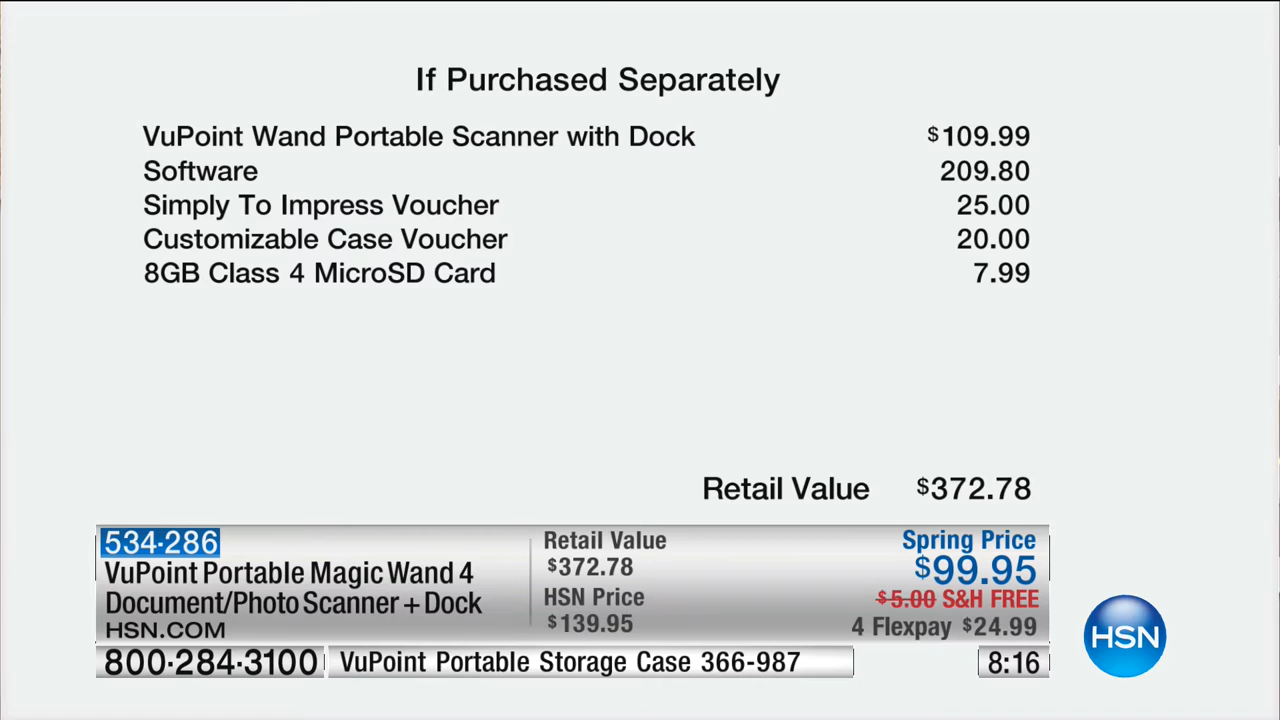 If Purchased Separately
VuPoint Wand Portable Scanner with Dock $109.99
Software 209.80
Simply To Impress Voucher 25.00
Customizable Case Voucher 20.00
8GB Class 4 MicroSD Card 7.99
Retail Value $372.78
534·286
VuPoint Portable Magic Wand 4
Document/Photo Scanner + Dock
HSN.COM
Retail Value
$372.78
HSN Price
$139.95
Spring Price
$99.95
$5.00 S&H FREE
4 Flexpay $24.99
HSN
800·284·3100
VuPoint Portable Storage Case 366-987
8:16